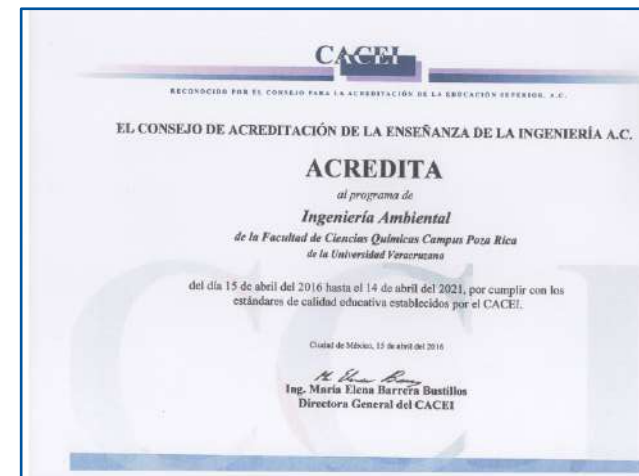 CACEI
RECONOCIDO POR EL CONSEJO PARA LA ACREDITACIÓN DE LA EDUCACIÓN SUPERIOR, A.C.
EL CONSEJO DE ACREDITACIÓN DE LA ENSEÑANZA DE LA INGENIERÍA A.C.
ACREDITA
al programa de
Ingeniería Ambiental
de la Facultad de Ciencias Químicas Campus Poza Rica
de la Universidad Veracruzana
del día 15 de abril del 2016 hasta el 14 de abril del 2021, por cumplir con los
estándares de calidad educativa establecidos por el CACEI.
Ciudad de México, 15 de abril del 2016
Ing. María Elena Barrera Bustillos
Directora General del CACEI